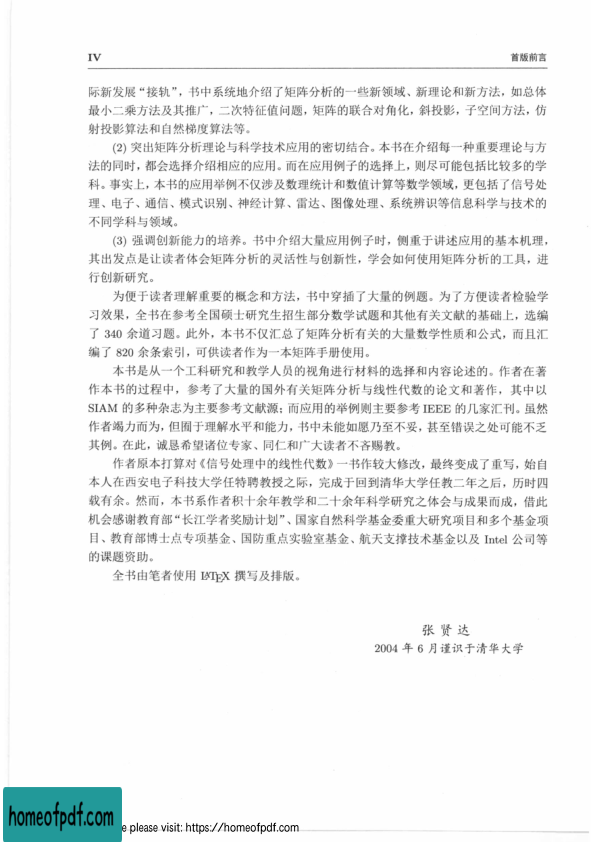 IV 首版前言
际新发展“接轨”，书中系统地介绍了矩阵分析的一些新领域、新理论和新方法，如总体
最小二乘方法及其推广，二次特征值问题，矩阵的联合对角化，斜投影，子空间方法，仿
射投影算法和自然梯度算法等。
(2) 突出矩阵分析理论与科学技术应用的密切结合。本书在介绍每一种重要理论与方
法的同时，都会选择介绍相应的应用。而在应用例子的选择上，则尽可能包括比较多的学
科。事实上，本书的应用举例不仅涉及数理统计和数值计算等数学领域，更包括了信号处
理、电子、通信、模式识别、神经计算、雷达、图像处理、系统辨识等信息科学与技术的
不同学科与领域。
(3) 强调创新能力的培养。书中介绍大量应用例子时，侧重于讲述应用的基本机理，
其出发点是让读者体会矩阵分析的灵活性与创新性，学会如何使用矩阵分析的工具，进
行创新研究。
为便于读者理解重要的概念和方法，书中穿插了大量的例题。为了方便读者检验学
习效果，全书在参考全国硕士研究生招生部分数学试题和其他有关文献的基础上，选编
了 340 余道习题。此外，本书不仅汇总了矩阵分析有关的大量数学性质和公式，而且汇
编了 820 余条索引，可供读者作为一本矩阵手册使用。
本书是从一个工科研究和教学人员的视角进行材料的选择和内容论述的。作者在著
作本书的过程中，参考了大量的国外有关矩阵分析与线性代数的论文和著作，其中以
SIAM 的多种杂志为主要参考文献源；而应用的举例则主要参考 IEEE 的几家汇刊。虽然
作者竭力而为，但囿于理解水平和能力，书中未能如愿乃至不妥，甚至错误之处可能不乏
其例。在此，诚恳希望诸位专家、同仁和广大读者不吝赐教。
作者原本打算对《信号处理中的线性代数》一书作较大修改，最终变成了重写，始自
本人在西安电子科技大学任特聘教授之际，完成于回到清华大学任教二年之后，历时四
载有余。然而，本书系作者积十余年教学和二十余年科学研究之体会与成果而成，借此
机会感谢教育部“长江学者奖励计划”、国家自然科学基金委重大研究项目和多个基金项
目、教育部博士点专项基金、国防重点实验室基金、航天支撑技术基金以及 Intel 公司等
的课题资助。
全书由笔者使用 LATEX 撰写及排版。
张贤达
2004 年 6 月谨识于清华大学
homeofpdf.com
e please visit: https://homeofpdf.com